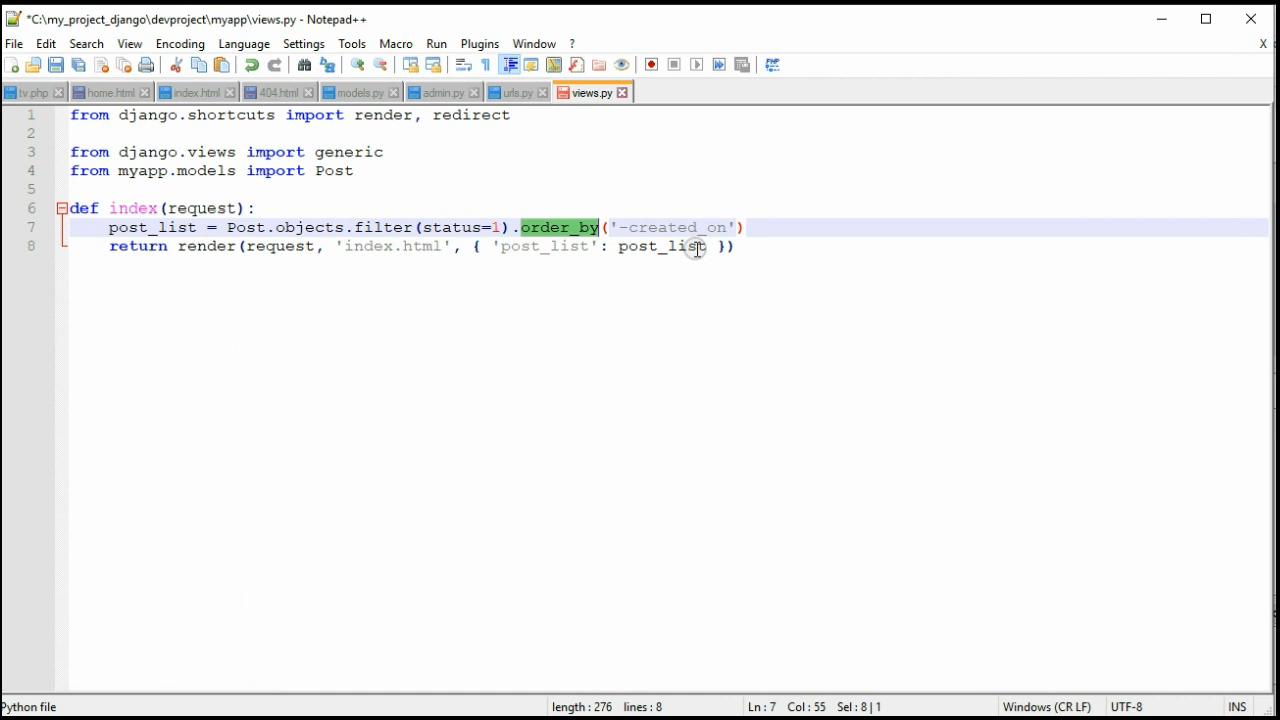 *C:\my_project_django\devproject\myapp\views.py - Notepad++
File Edit Search View Encoding Language Settings Tools Macro Run Plugins Window ? X
tv.php home.html index.html 404.html models.py admin.py urls.py views.py
1 from django.shortcuts import render, redirect
2
3 from django.views import generic
4 from myapp.models import Post
5
6 def index(request):
7 post_list = Post.objects.filter(status=1).order_by('-created_on')
8 return render(request, 'index.html', { 'post_list': post_list })
Python file length : 276 lines : 8 Ln : 7 Col : 55 Sel : 8 | 1 Windows (CR LF) UTF-8 INS